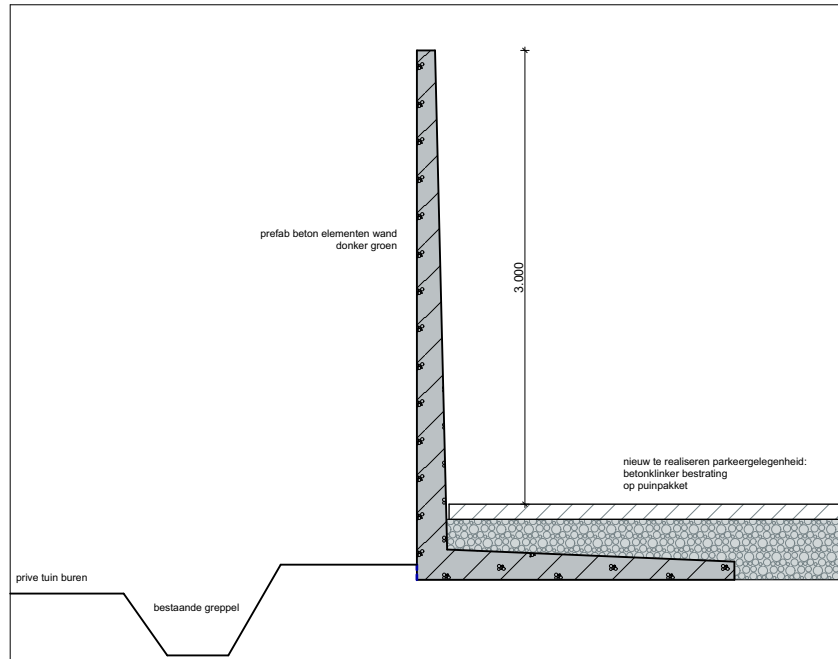 prefab beton elementen wand
donker groen
3.000
nieuw te realiseren parkeergelegenheid:
betonklinker bestrating
op puinpakket
prive tuin buren
bestaande greppel